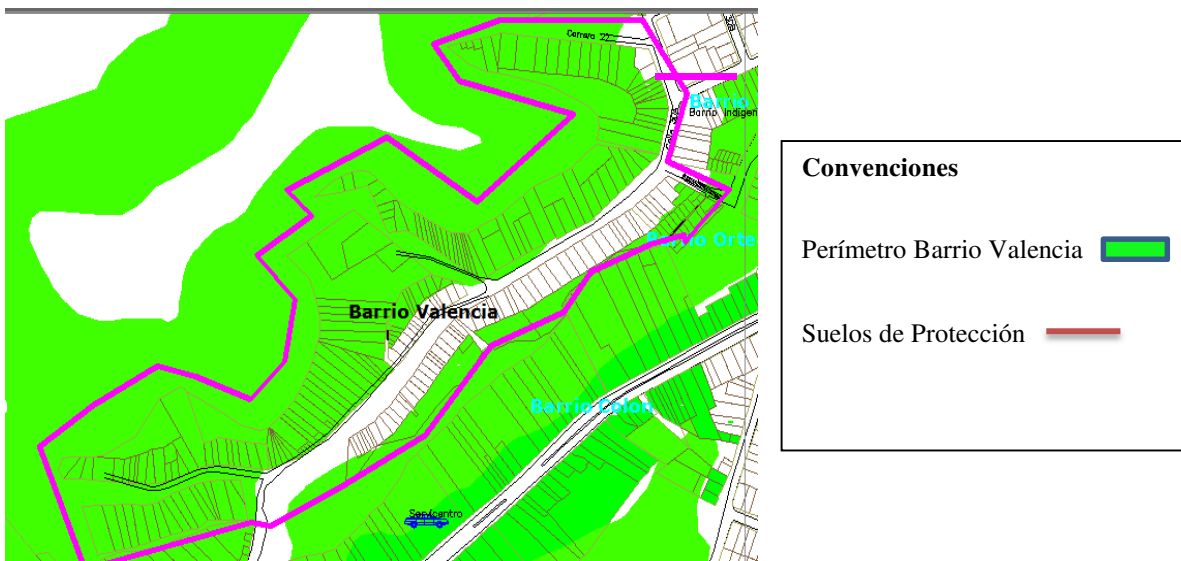 Carrera 22
Barrio
Barrio Indigen
Calle
Barrio Orte
Barrio Valencia
Barrio Colon
Servicentro
Convenciones
Perímetro Barrio Valencia
Suelos de Protección